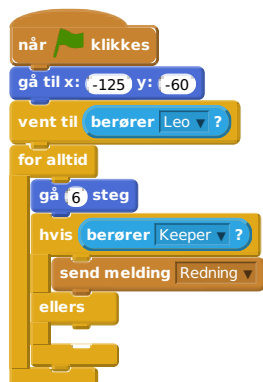 når klikkes
gå til x: -125 y: -60
vent til berører Leo ?
for alltid
gå 6 steg
hvis berører Keeper ?
send melding Redning
ellers